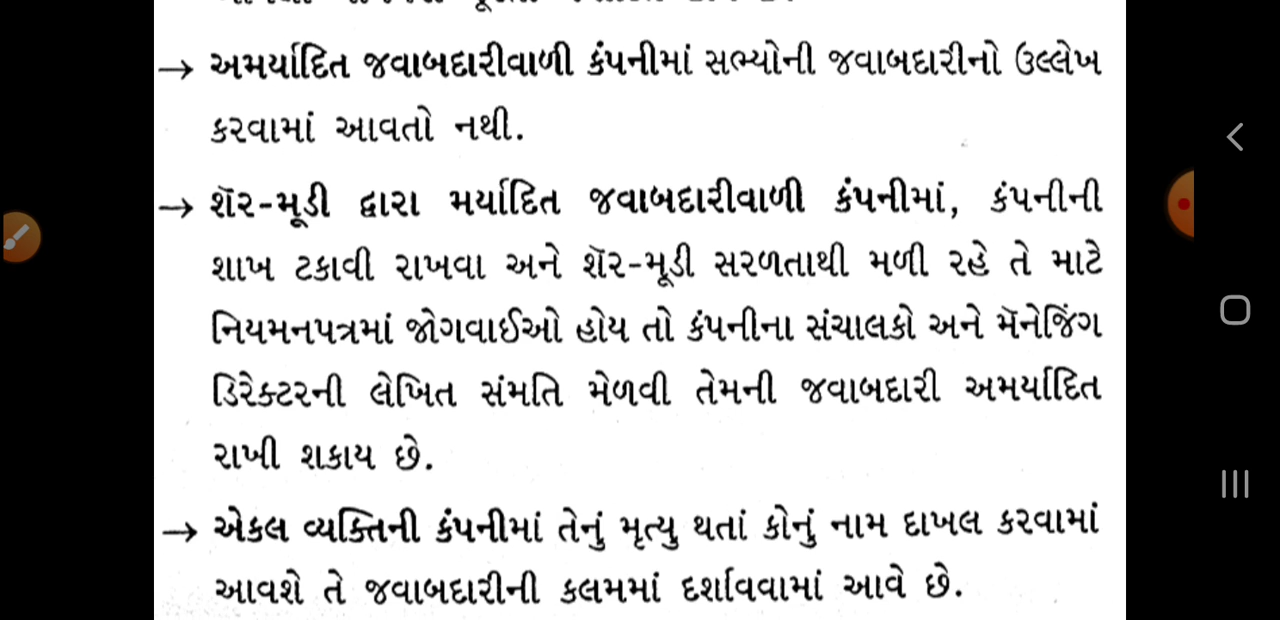 → અમર્યાદિત જવાબદારીવાળી કંપનીમાં સભ્યોની જવાબદારીનો ઉલ્લેખ
કરવામાં આવતો નથી.
→ શૅર-મૂડી દ્વારા મર્યાદિત જવાબદારીવાળી કંપનીમાં, કંપનીની
શાખ ટકાવી રાખવા અને શૅર-મૂડી સરળતાથી મળી રહે તે માટે
નિયમનપત્રમાં જોગવાઈઓ હોય તો કંપનીના સંચાલકો અને મૅનેજિંગ
ડિરેક્ટરની લેખિત સંમતિ મેળવી તેમની જવાબદારી અમર્યાદિત
રાખી શકાય છે.
→ એકલ વ્યક્તિની કંપનીમાં તેનું મૃત્યુ થતાં કોનું નામ દાખલ કરવામાં
આવશે તે જવાબદારીની કલમમાં દર્શાવવામાં આવે છે.